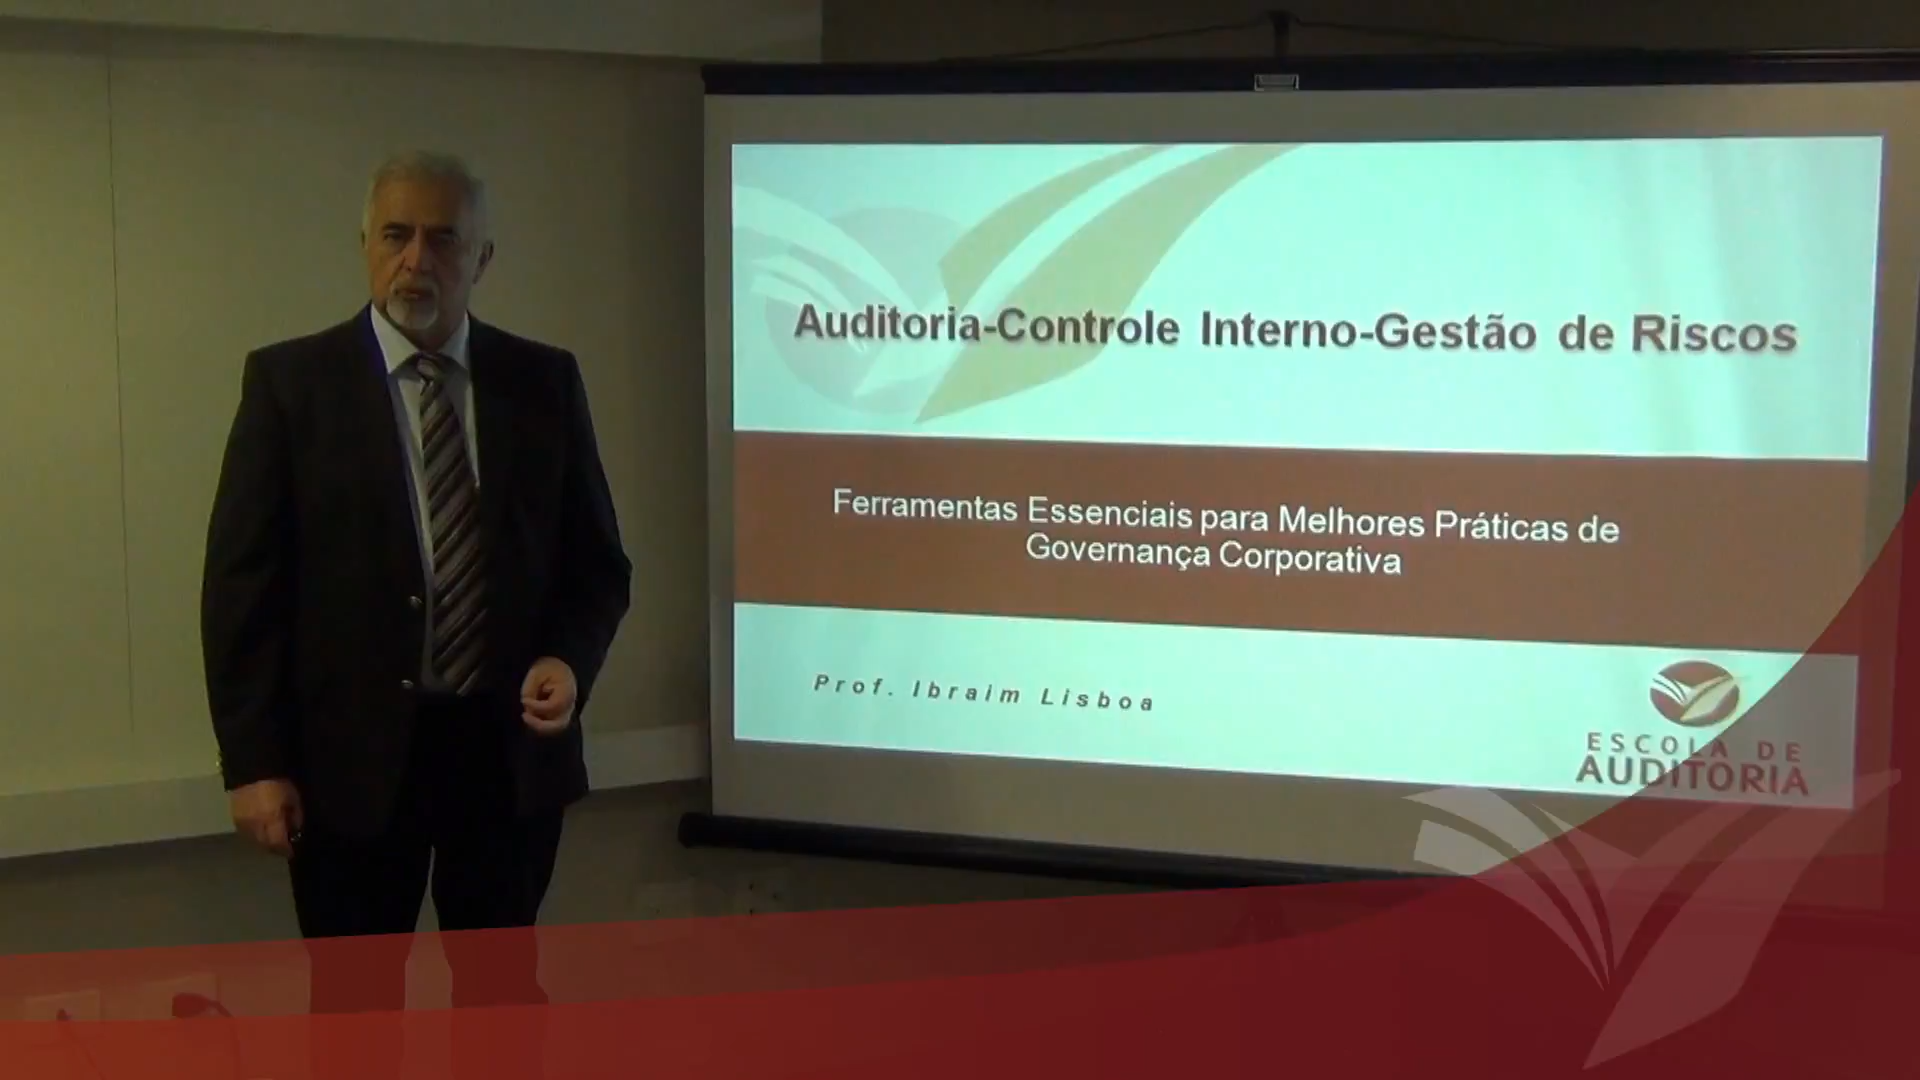 Auditoria-Controle Interno-Gestão de Riscos
Ferramentas Essenciais para Melhores Práticas de
Governança Corporativa
Prof. Ibraim Lisboa
ESCOLA DE
AUDITORIA